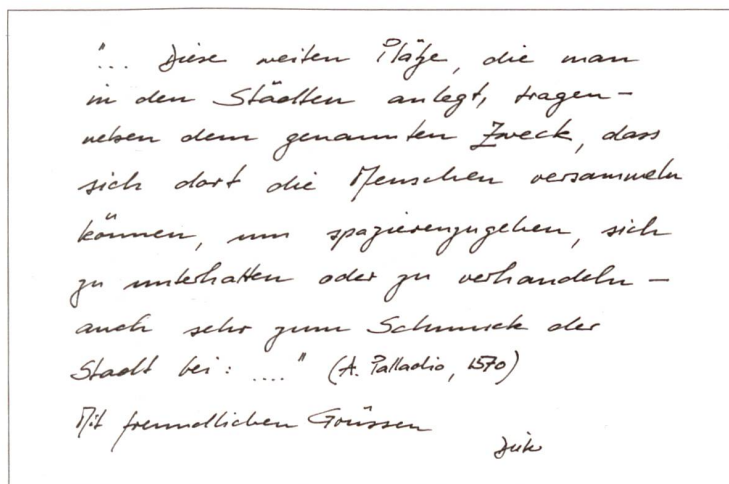 "... Diese weiten Plätze, die man
in den Städten anlegt, tragen -
neben dem genannten Zweck, dass
sich dort die Menschen versammeln
können, um spazierenzugehen, sich
zu unterhalten oder zu verhandeln -
auch sehr zum Schmuck der
Stadt bei: ...." (A. Palladio, 1570)
Mit freundlichen Grüssen
Dirk